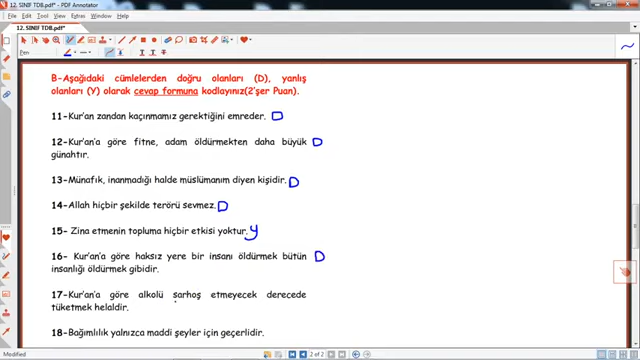 12. SINIF TDB.pdf* - PDF Annotator
File Edit Insert View Tool Window Help
12. SINIF TDB.pdf*
Pen
B-Aşağıdaki cümlelerden doğru olanları (D), yanlış
olanları (Y) olarak cevap formuna kodlayınız(2'şer Puan).
11-Kur'an zandan kaçınmamız gerektiğini emreder. D
12-Kur'an'a göre fitne, adam öldürmekten daha büyük D
günahtır.
13-Münafık, inanmadığı halde müslümanım diyen kişidir. D
14-Allah hiçbir şekilde terörü sevmez. D
15- Zina etmenin topluma hiçbir etkisi yoktur. y
16- Kur'an'a göre haksız yere bir insanı öldürmek bütün D
insanlığı öldürmek gibidir.
17-Kur'an'a göre alkolü sarhoş etmeyecek derecede
tüketmek helaldir.
18-Bağımlılık yalnızca maddi şeyler için geçerlidir.
Modified
2 of 2